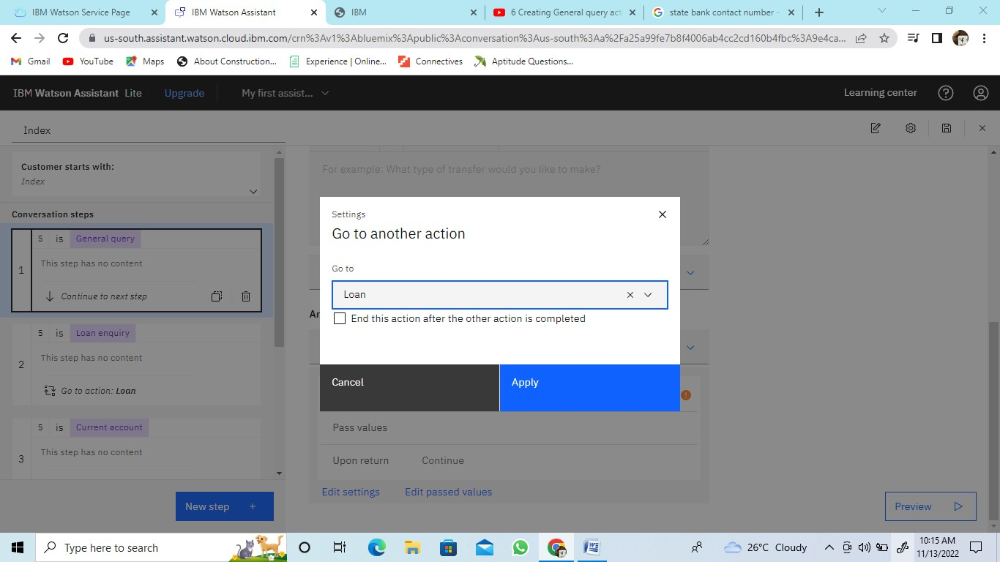 IBM Watson Service Page
IBM Watson Assistant
IBM
6 Creating General query act
state bank contact number -
us-south.assistant.watson.cloud.ibm.com/crn%3Av1%3Abluemix%3Apublic%3Aconversation%3Aus-south%3Aa%2Fa25a99fe7b8f4006ab4cc2cd160b4fbc%3A9e4ca...
Gmail
YouTube
Maps
About Construction...
Experience | Online...
Connectives
Aptitude Questions...
IBM Watson Assistant Lite
Upgrade
My first assist...
Learning center
Index
Customer starts with:
Index
Conversation steps
1
5 is General query
This step has no content
Continue to next step
2
5 is Loan enquiry
This step has no content
Go to action: Loan
3
5 is Current account
This step has no content
New step +
For example: What type of transfer would you like to make?
Settings
Go to another action
Go to
Loan
End this action after the other action is completed
Cancel
Apply
Pass values
Upon return Continue
Edit settings
Edit passed values
Preview
Type here to search
26°C Cloudy
10:15 AM
11/13/2022